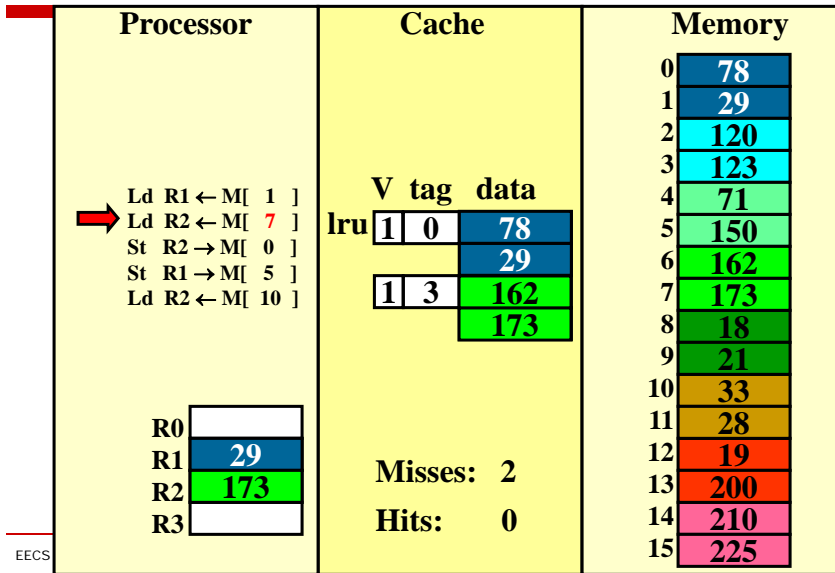 Processor
Ld R1 ← M[ 1 ]
Ld R2 ← M[ 7 ]
St R2 → M[ 0 ]
St R1 → M[ 5 ]
Ld R2 ← M[ 10 ]
R0
R1 29
R2 173
R3
EECS
Cache
V tag data
lru 1 0 78
29
1 3 162
173
Misses: 2
Hits: 0
Memory
0 78
1 29
2 120
3 123
4 71
5 150
6 162
7 173
8 18
9 21
10 33
11 28
12 19
13 200
14 210
15 225